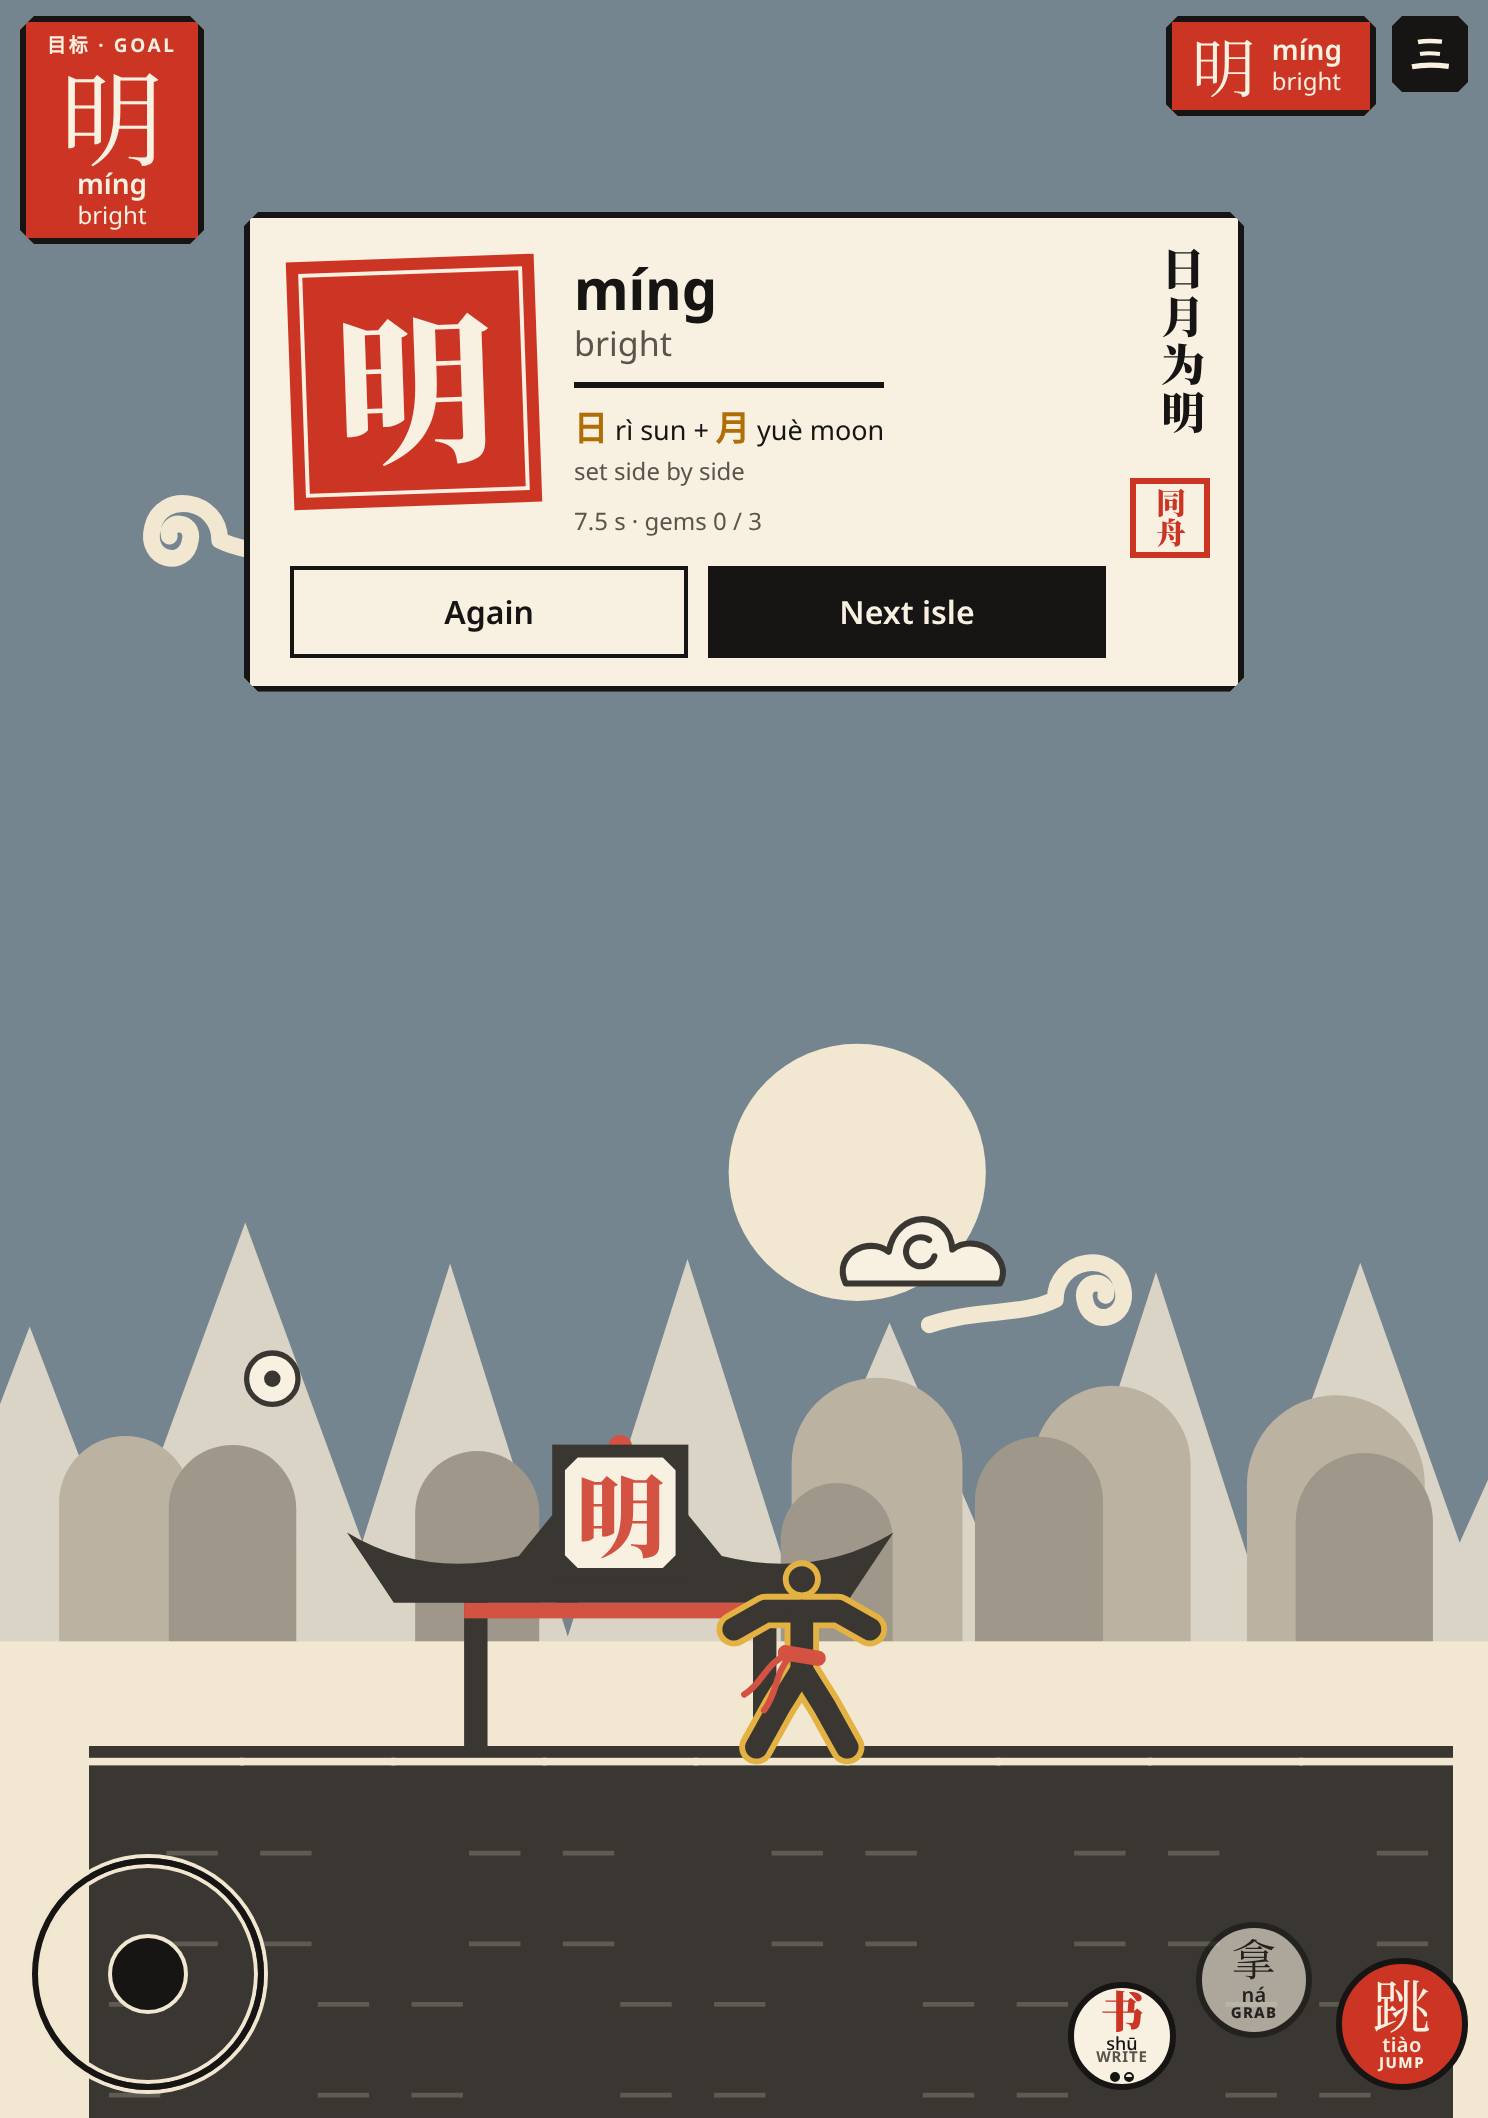 目标 · GOAL
明
míng
bright
明
míng
bright
三
明
míng
bright
日 rì sun + 月 yuè moon
set side by side
7.5 s · gems 0 / 3
日月为明
同舟
Again
Next isle
明
书
shū
WRITE
拿
ná
GRAB
跳
tiào
JUMP